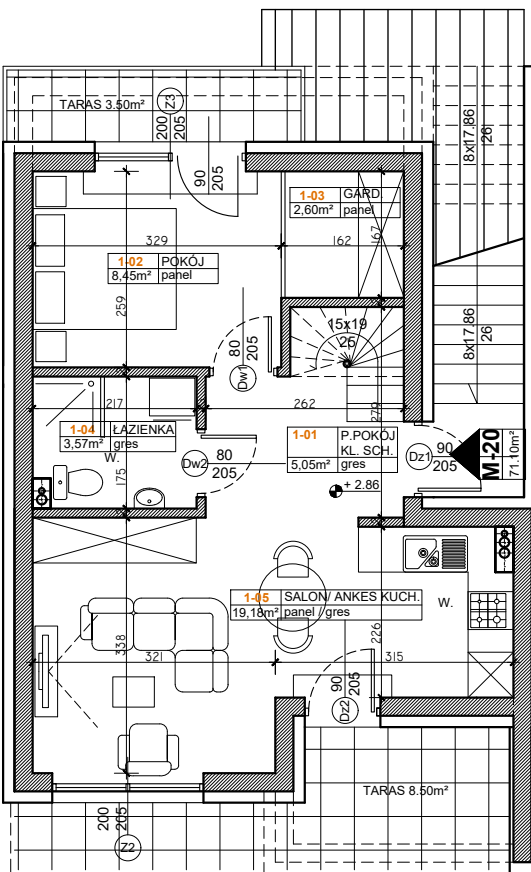 TARAS 3.50m²
Z3
200
205
90
205
8x17.86
26
1-03 GARD.
2,60m² panel
329
162
167
1-02 POKÓJ
8,45m² panel
259
15x19
26
8x17.86
26
80
205
Dw1
217
262
270
1-04 ŁAZIENKA
3,57m² gres
W.
1-01 P.POKÓJ
KL. SCH.
5,05m² gres
Dw2
80
205
Dz1
90
205
M-20
71.10m²
175
+ 2.86
1-05 SALON/ ANKES KUCH.
19,18m² panel / gres
W.
338
321
226
315
90
205
Dz2
TARAS 8.50m²
200
205
Z2